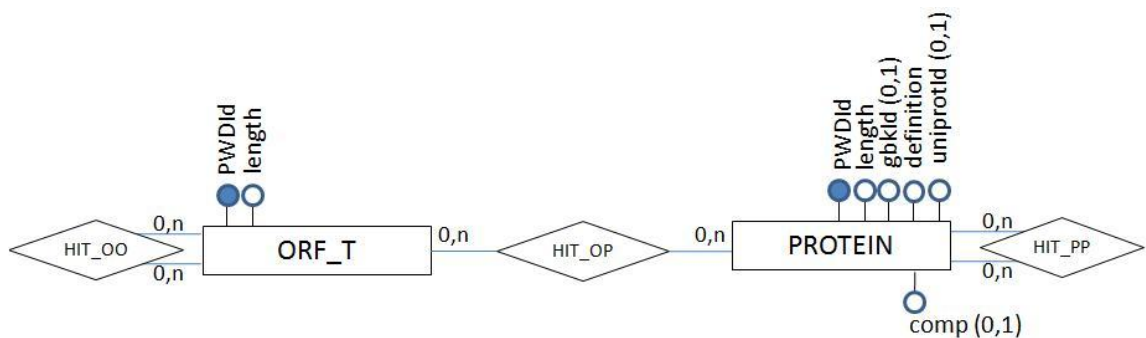 PWDId
length
PWDId
length
gbkId (0,1)
definition
uniprotId (0,1)
0,n
0,n
0,n
0,n
HIT_OO
ORF_T
HIT_OP
PROTEIN
HIT_PP
0,n
0,n
comp (0,1)